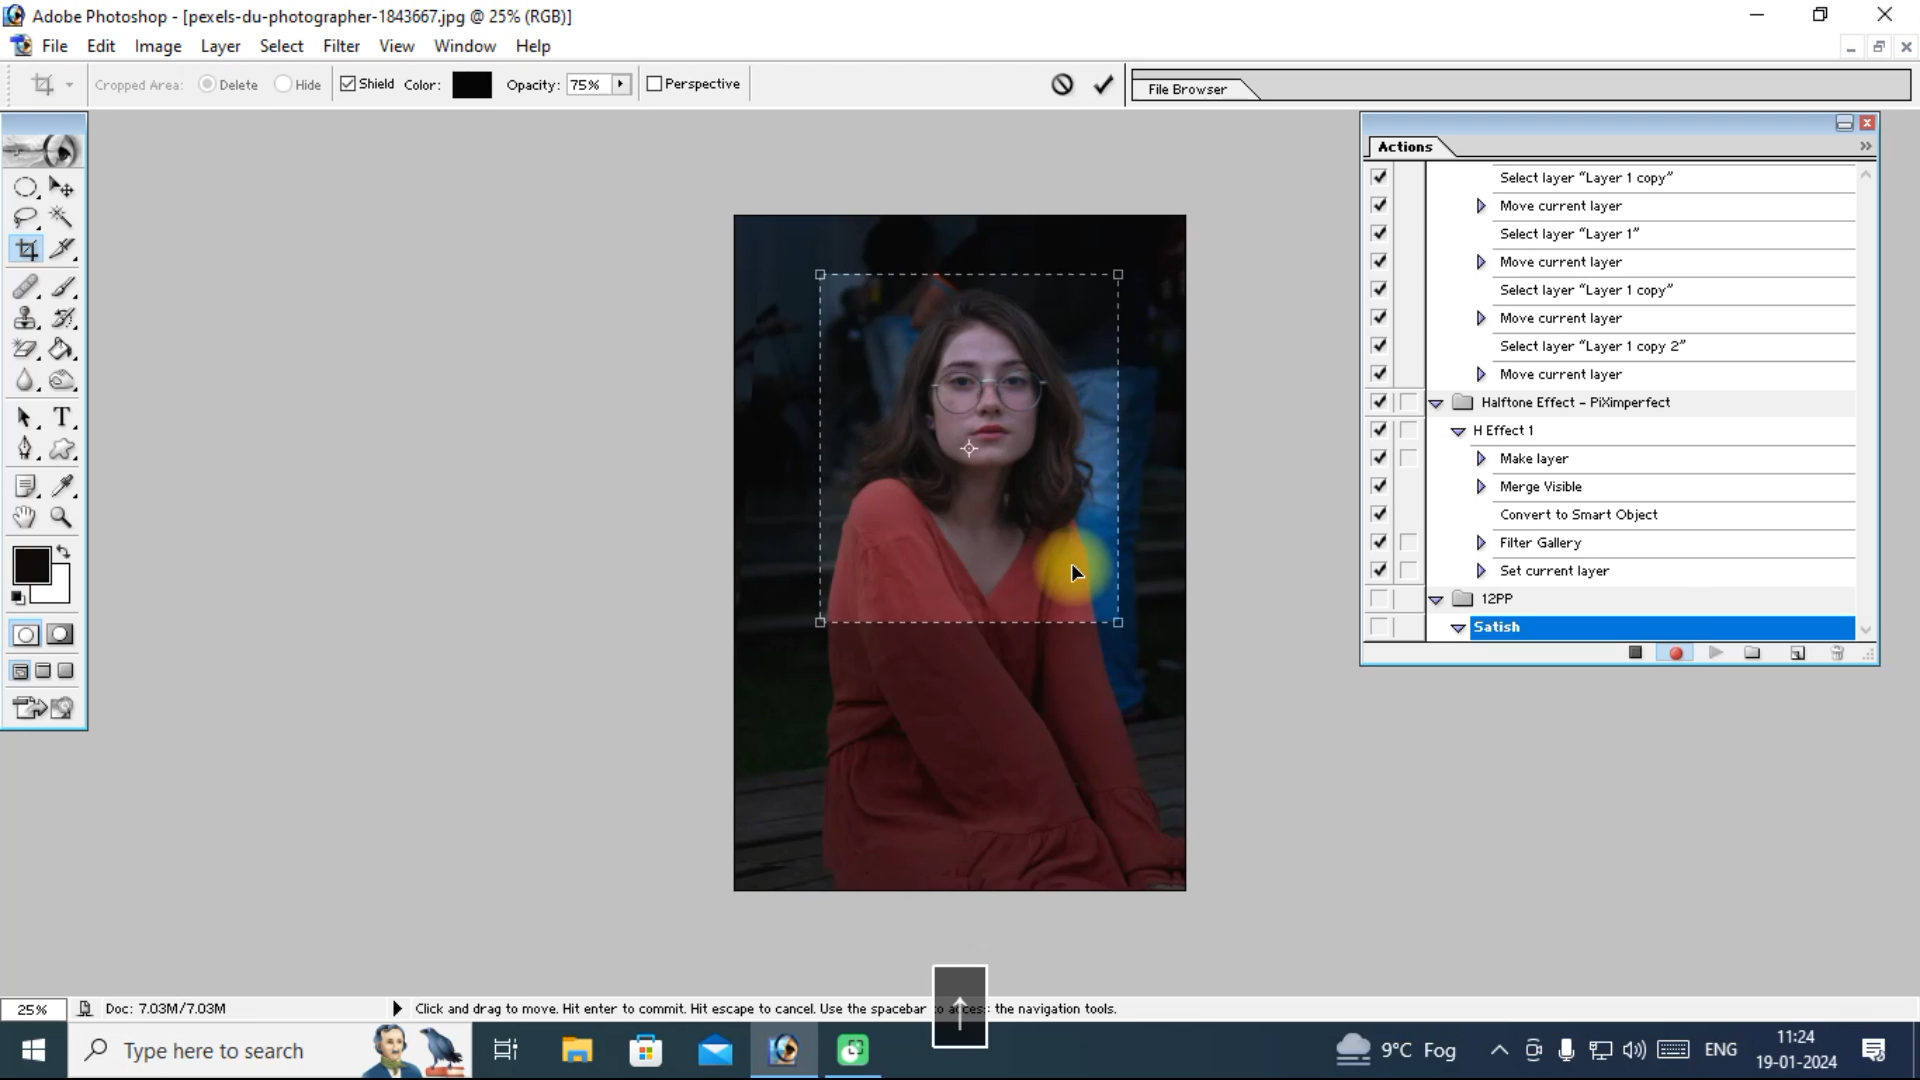 Adobe Photoshop - [pexels-du-photographer-1843667.jpg @ 25% (RGB)]
File Edit Image Layer Select Filter View Window Help
Cropped Area: Delete Hide Shield Color: Opacity: 75% Perspective
File Browser
Actions
Select layer “Layer 1 copy”
Move current layer
Select layer “Layer 1”
Move current layer
Select layer “Layer 1 copy”
Move current layer
Select layer “Layer 1 copy 2”
Move current layer
Halftone Effect - PiXimperfect
H Effect 1
Make layer
Merge Visible
Convert to Smart Object
Filter Gallery
Set current layer
12PP
Satish
25% Doc: 7.03M/7.03M Click and drag to move. Hit enter to commit. Hit escape to cancel. Use the spacebar the navigation tools.
Type here to search
9°C Fog
ENG
11:24
19-01-2024